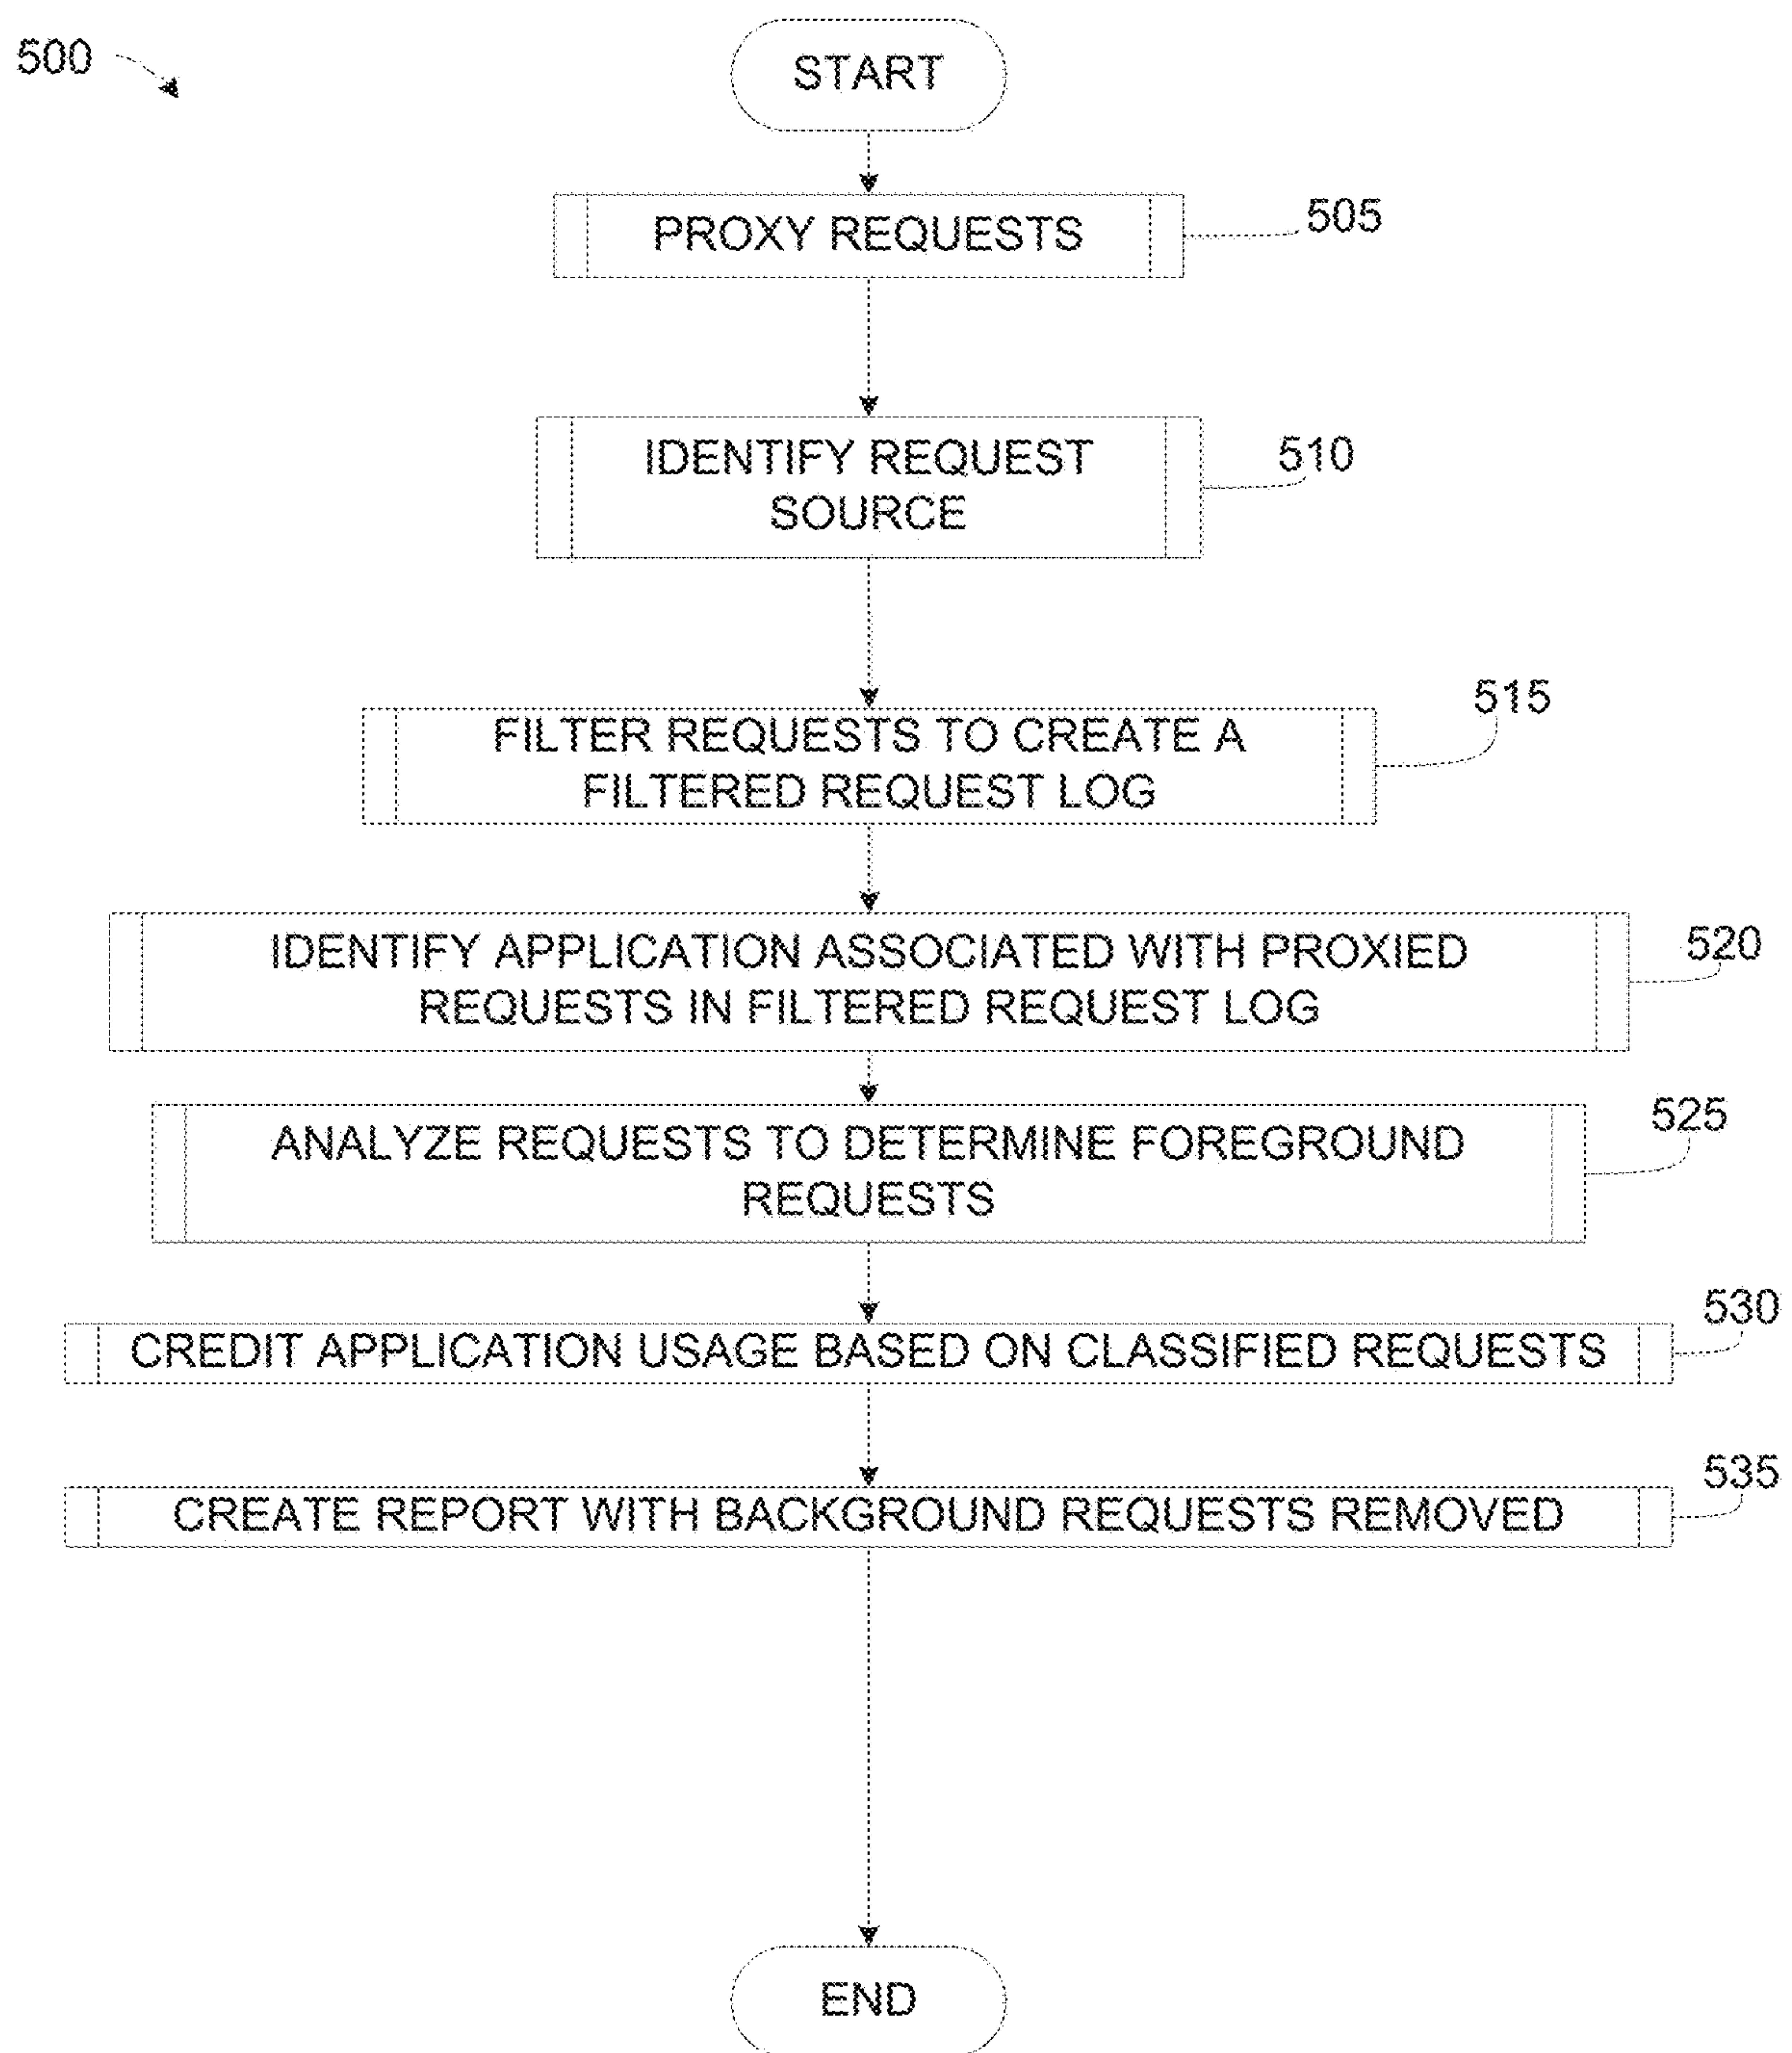 500
START
PROXY REQUESTS
505
IDENTIFY REQUEST
SOURCE
510
FILTER REQUESTS TO CREATE A
FILTERED REQUEST LOG
515
IDENTIFY APPLICATION ASSOCIATED WITH PROXIED
REQUESTS IN FILTERED REQUEST LOG
520
ANALYZE REQUESTS TO DETERMINE FOREGROUND
REQUESTS
525
CREDIT APPLICATION USAGE BASED ON CLASSIFIED REQUESTS
530
CREATE REPORT WITH BACKGROUND REQUESTS REMOVED
535
END